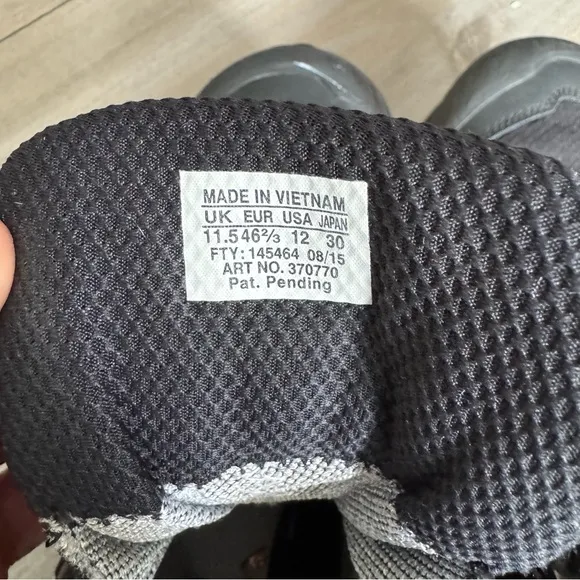 MADE IN VIETNAM
UK EUR USA JAPAN
11.5 46⅔ 12 30
FTY: 145464 08/15
ART NO. 370770
Pat. Pending